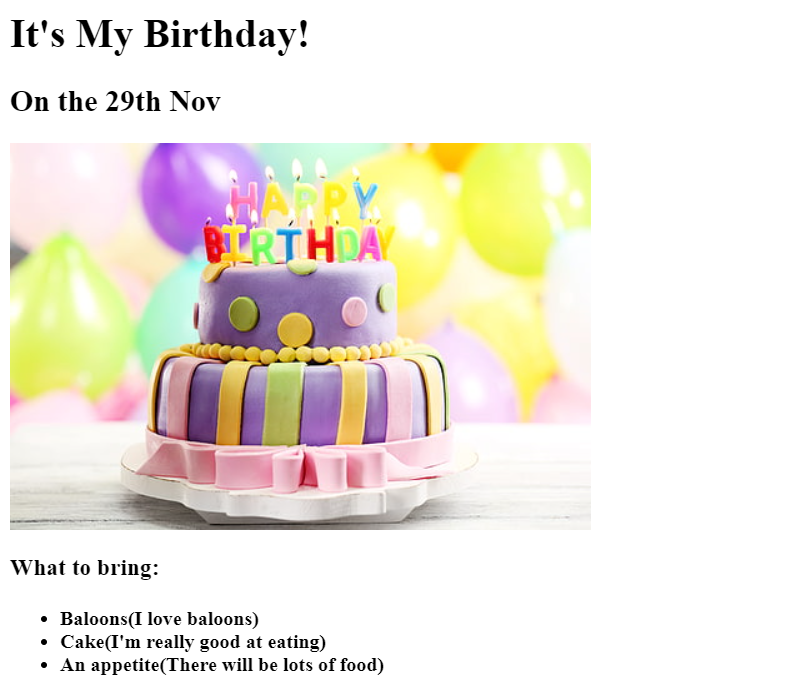 It's My Birthday!
On the 29th Nov
HAPPY
BIRTHDAY
What to bring:
Baloons(I love baloons)
Cake(I'm really good at eating)
An appetite(There will be lots of food)